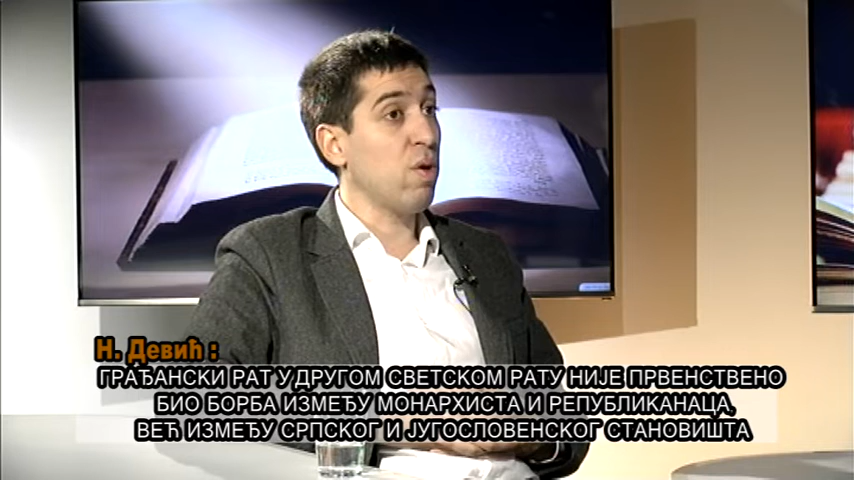 Н. Девић :
ГРАЂАНСКИ РАТ У ДРУГОМ СВЕТСКОМ РАТУ НИЈЕ ПРВЕНСТВЕНО
БИО БОРБА ИЗМЕЂУ МОНАРХИСТА И РЕПУБЛИКАНАЦА,
ВЕЋ ИЗМЕЂУ СРПСКОГ И ЈУГОСЛОВЕНСКОГ СТАНОВИШТА